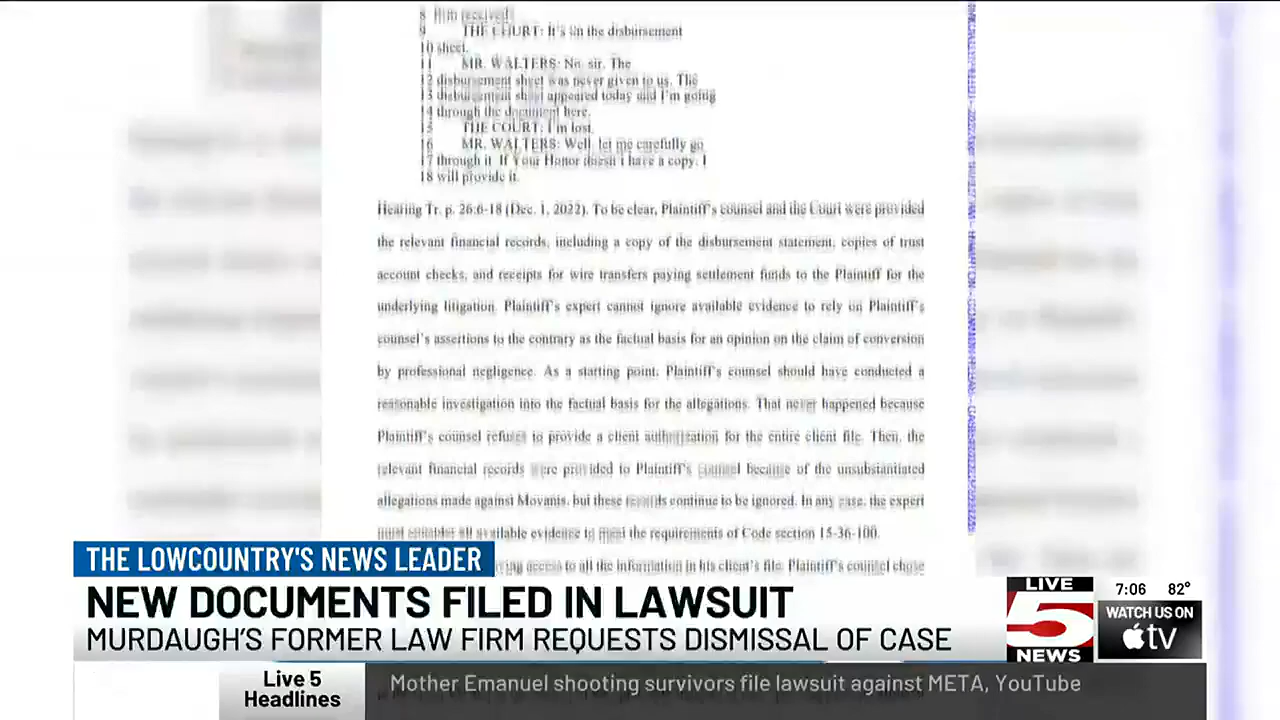 8 Him received
9 THE COURT: It's on the disbursement
10 sheet.
11 MR. WALTERS: No, sir. The
12 disbursement sheet was never given to us. The
13 disbursement sheet appeared today and I'm going
14 through the document here.
15 THE COURT: I'm lost.
16 MR. WALTERS: Well, let me carefully go
17 through it. If Your Honor doesn't have a copy, I
18 will provide it.
Hearing Tr. p. 26:6-18 (Dec. 1, 2022). To be clear, Plaintiff's counsel and the Court were provided
the relevant financial records, including a copy of the disbursement statement, copies of trust
account checks, and receipts for wire transfers paying settlement funds to the Plaintiff for the
underlying litigation. Plaintiff's expert cannot ignore available evidence to rely on Plaintiff's
counsel's assertions to the contrary as the factual basis for an opinion on the claim of conversion
by professional negligence. As a starting point, Plaintiff's counsel should have conducted a
reasonable investigation into the factual basis for the allegations. That never happened because
Plaintiff's counsel refuses to provide a client authorization for the entire client file. Then, the
relevant financial records were provided to Plaintiff's counsel because of the unsubstantiated
allegations made against Movants, but these records continue to be ignored. In any case, the expert
must consider all available evidence to meet the requirements of Code section 15-36-100.
access to all the information in his client's file, Plaintiff's counsel chose
THE LOWCOUNTRY'S NEWS LEADER
NEW DOCUMENTS FILED IN LAWSUIT
MURDAUGH'S FORMER LAW FIRM REQUESTS DISMISSAL OF CASE
LIVE
5
NEWS
7:06 82°
WATCH US ON
tv
Live 5
Headlines
Mother Emanuel shooting survivors file lawsuit against META, YouTube